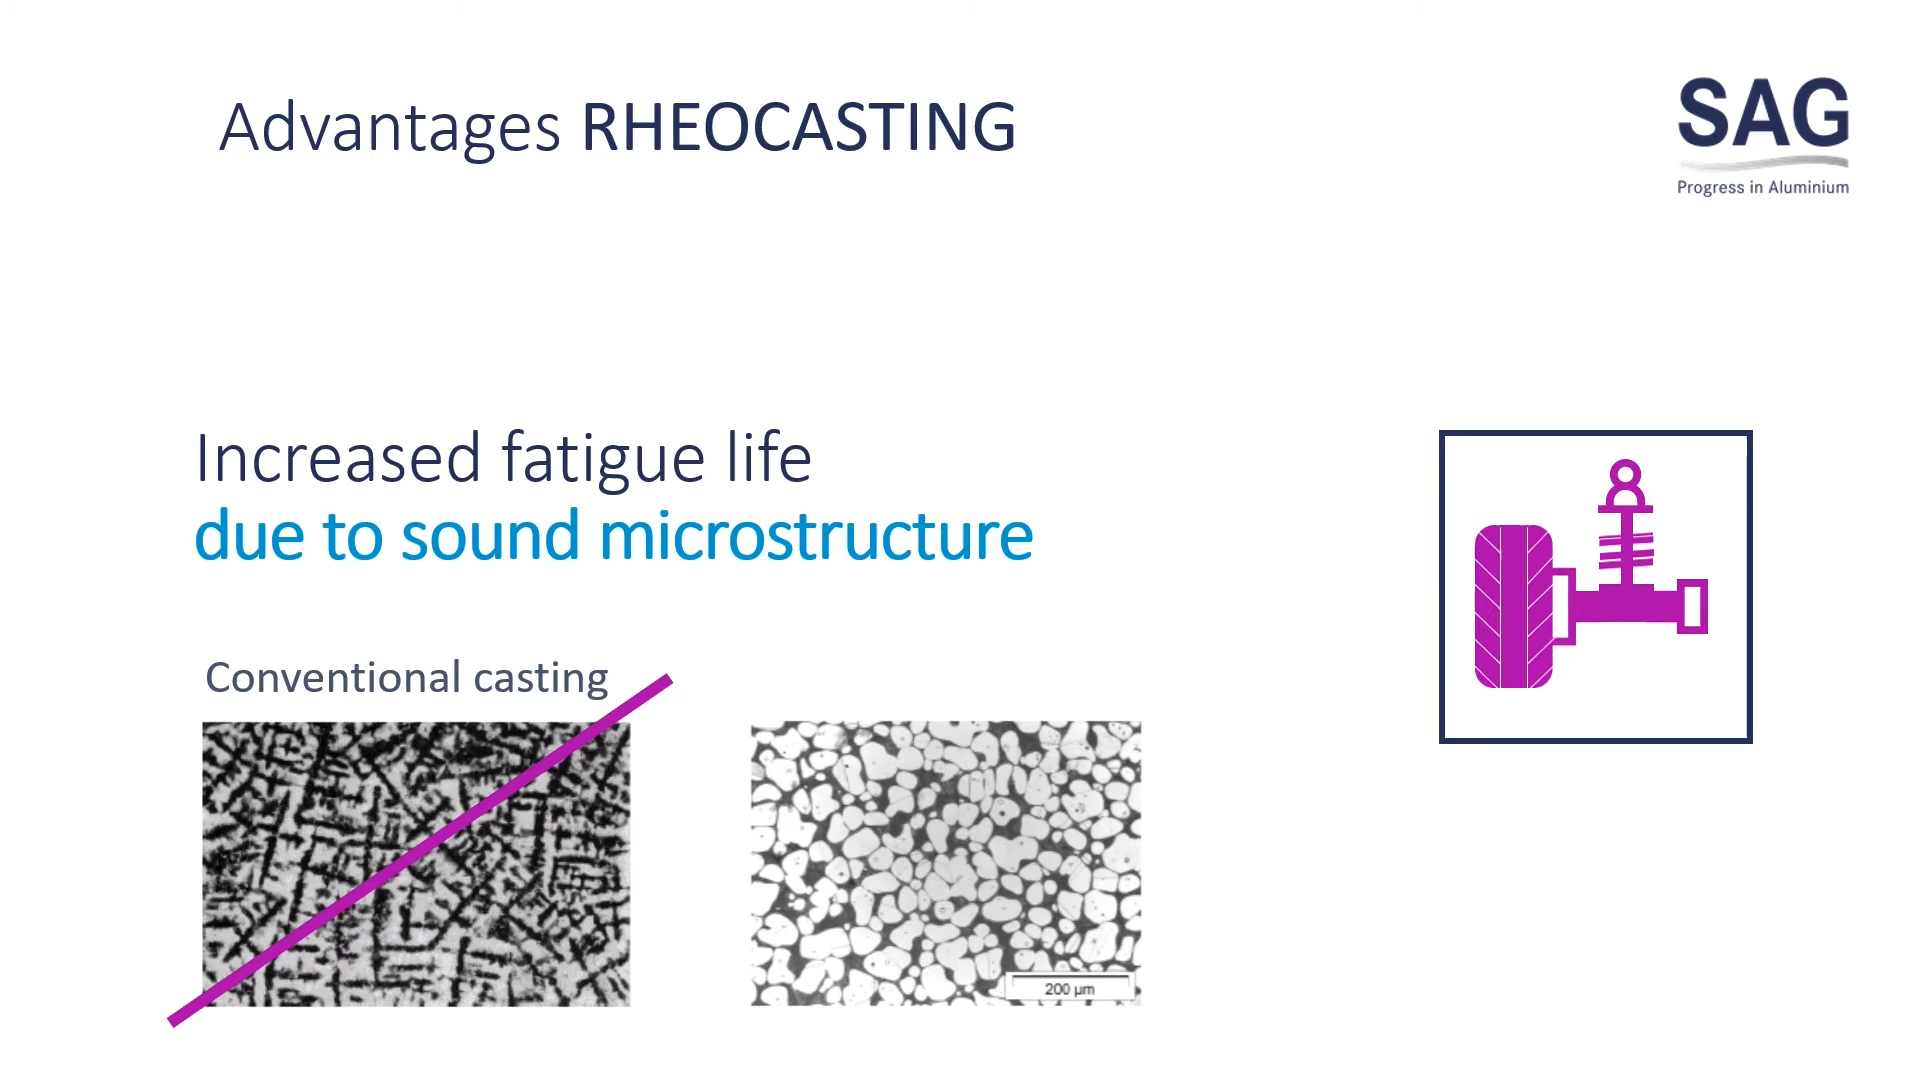 Advantages RHEOCASTING
SAG
Progress in Aluminium
Increased fatigue life
due to sound microstructure
Conventional casting
200 µm